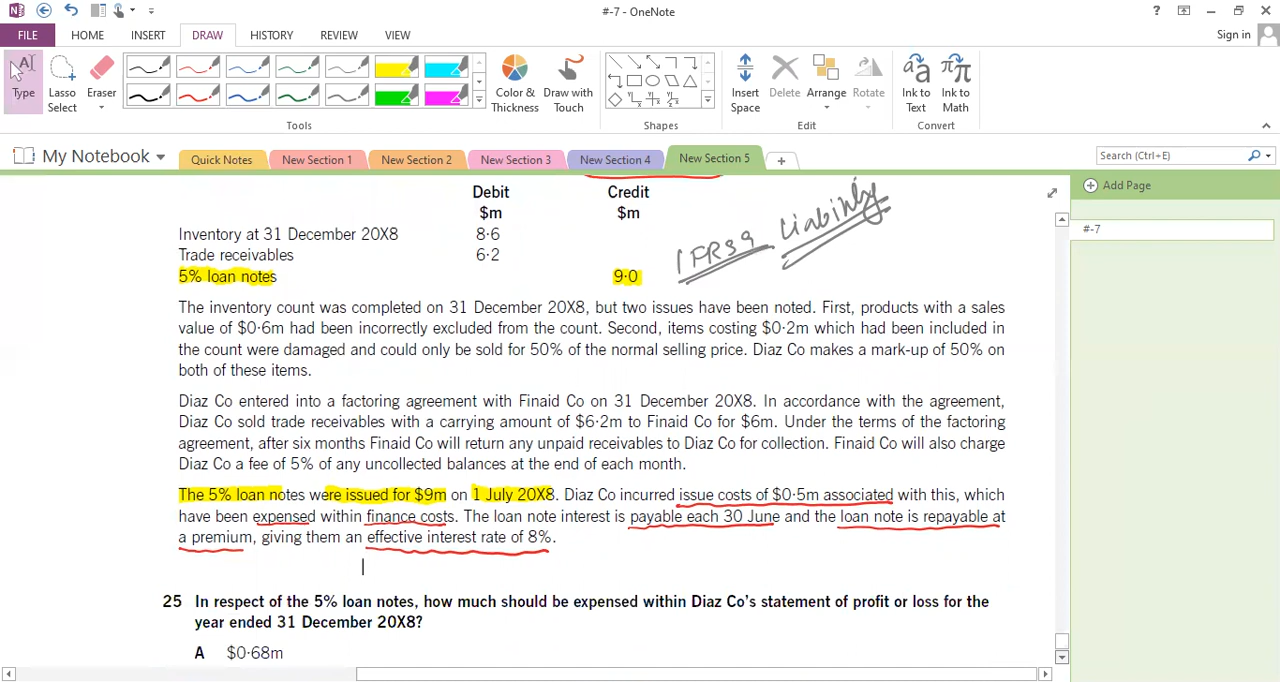 #-7 - OneNote
FILE HOME INSERT DRAW HISTORY REVIEW VIEW Sign in
Type
Lasso Select
Eraser
Color & Thickness
Draw with Touch
Insert Space
Delete
Arrange
Rotate
Ink to Text
Ink to Math
Tools Shapes Edit Convert
My Notebook Quick Notes New Section 1 New Section 2 New Section 3 New Section 4 New Section 5 Search (Ctrl+E)
Add Page
#-7
Debit Credit
$m $m
Inventory at 31 December 20X8 8·6
Trade receivables 6·2
5% loan notes 9·0
IFRS 9 Liability
The inventory count was completed on 31 December 20X8, but two issues have been noted. First, products with a sales
value of $0·6m had been incorrectly excluded from the count. Second, items costing $0·2m which had been included in
the count were damaged and could only be sold for 50% of the normal selling price. Diaz Co makes a mark-up of 50% on
both of these items.
Diaz Co entered into a factoring agreement with Finaid Co on 31 December 20X8. In accordance with the agreement,
Diaz Co sold trade receivables with a carrying amount of $6·2m to Finaid Co for $6m. Under the terms of the factoring
agreement, after six months Finaid Co will return any unpaid receivables to Diaz Co for collection. Finaid Co will also charge
Diaz Co a fee of 5% of any uncollected balances at the end of each month.
The 5% loan notes were issued for $9m on 1 July 20X8. Diaz Co incurred issue costs of $0·5m associated with this, which
have been expensed within finance costs. The loan note interest is payable each 30 June and the loan note is repayable at
a premium, giving them an effective interest rate of 8%.
25 In respect of the 5% loan notes, how much should be expensed within Diaz Co's statement of profit or loss for the
year ended 31 December 20X8?
A $0·68m